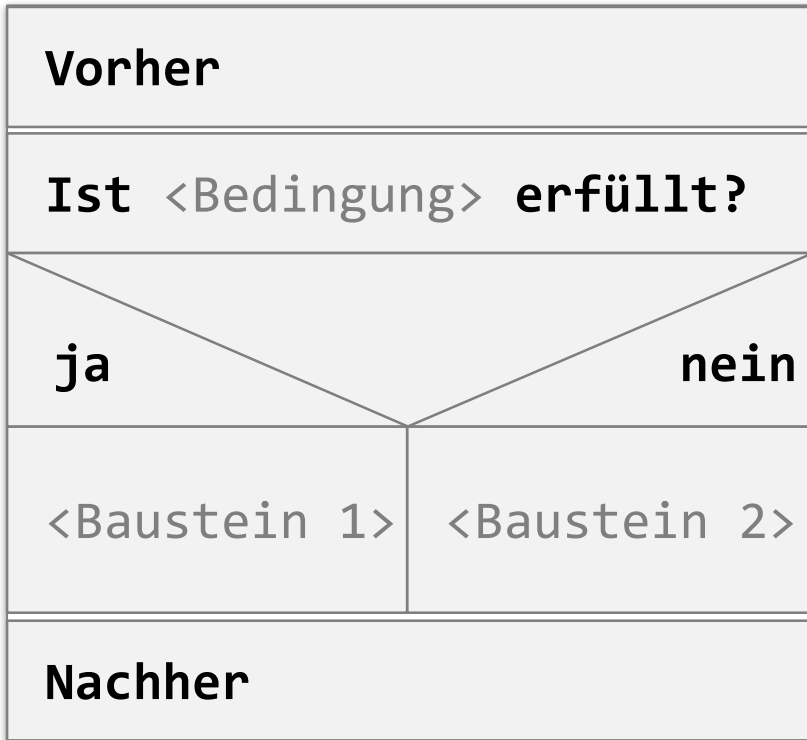 Vorher
Ist <Bedingung> erfüllt?
ja nein
<Baustein 1> <Baustein 2>
Nachher